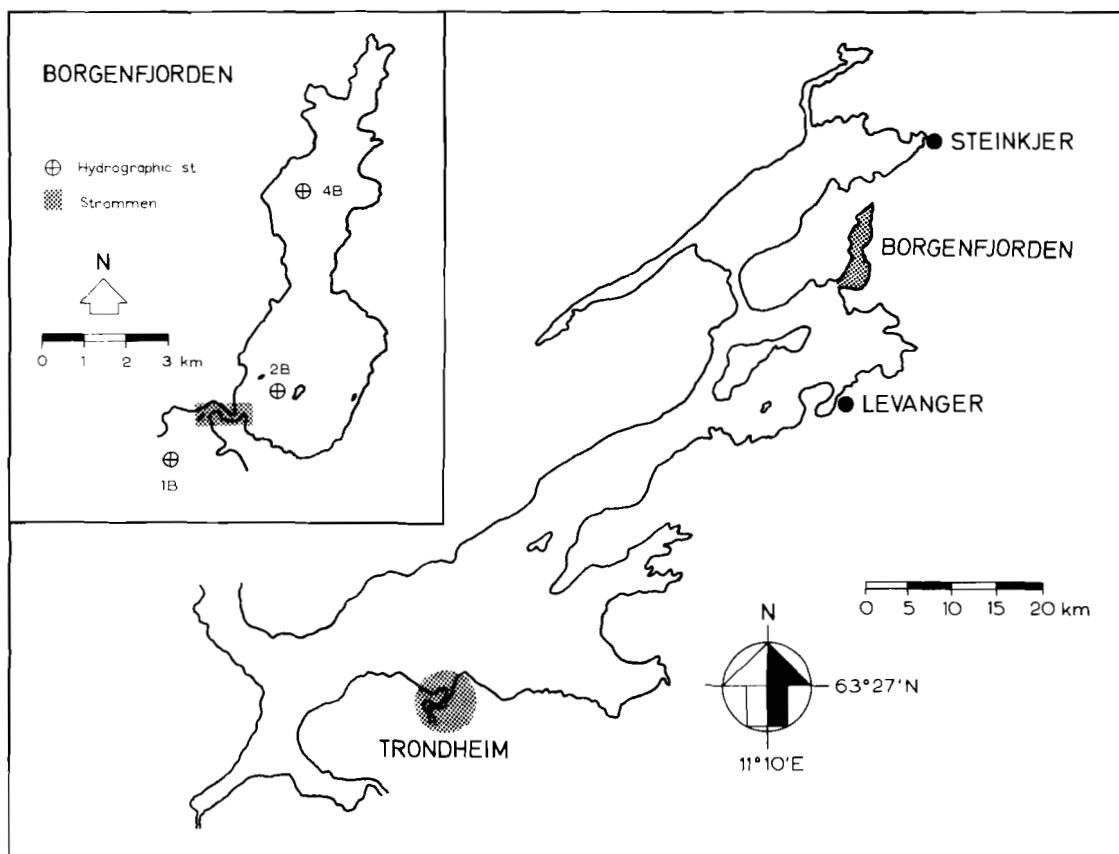 BORGENFJORDEN
Hydrographic st
Strommen
N
0 1 2 3 km
4B
2B
1B
STEINKJER
BORGENFJORDEN
LEVANGER
0 5 10 15 20 km
N
63°27'N
11°10'E
TRONDHEIM